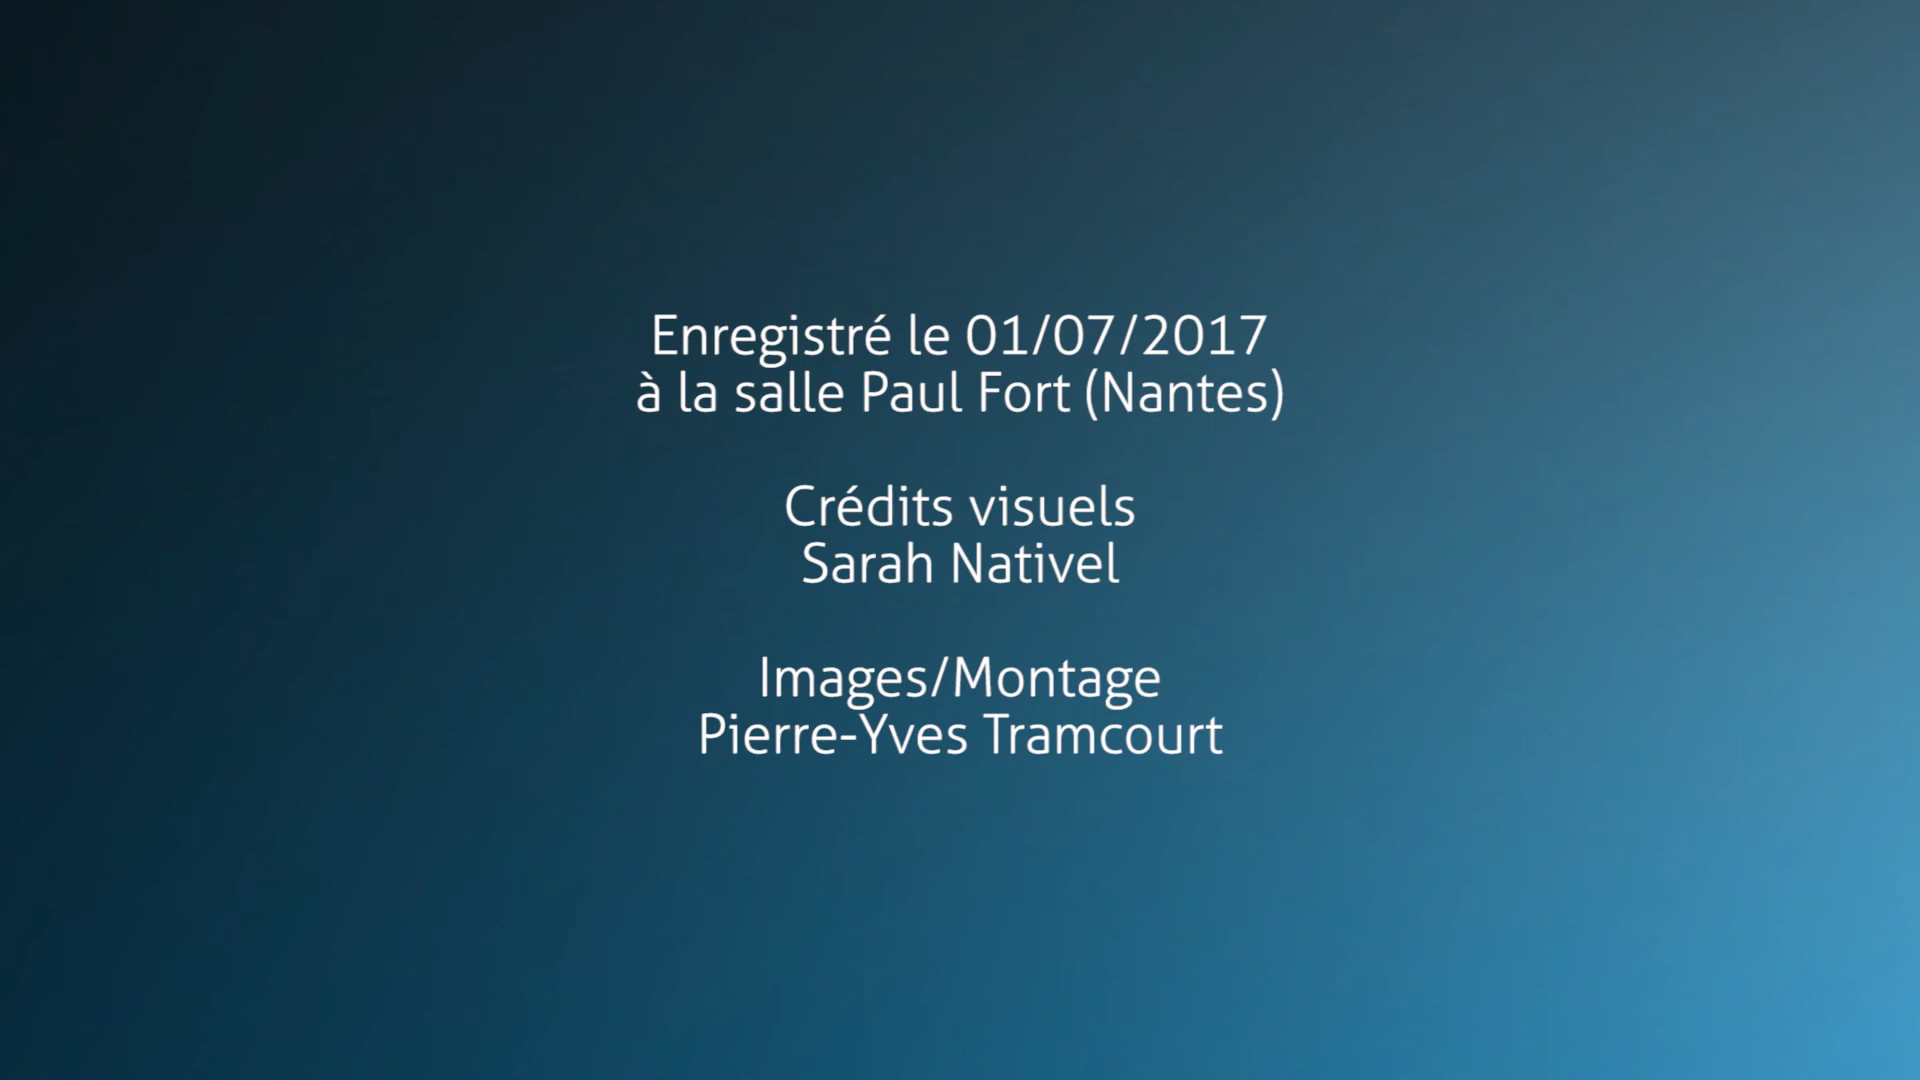 Enregistré le 01/07/2017
à la salle Paul Fort (Nantes)
Crédits visuels
Sarah Nativel
Images/Montage
Pierre-Yves Tramcourt